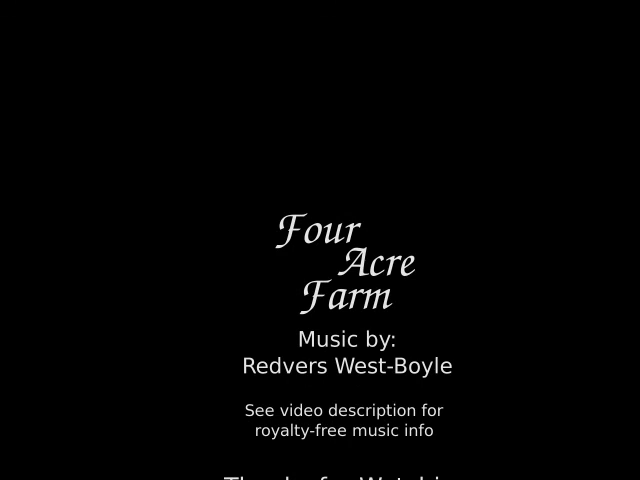 Four
Acre
Farm
Music by:
Redvers West-Boyle
See video description for
royalty-free music info